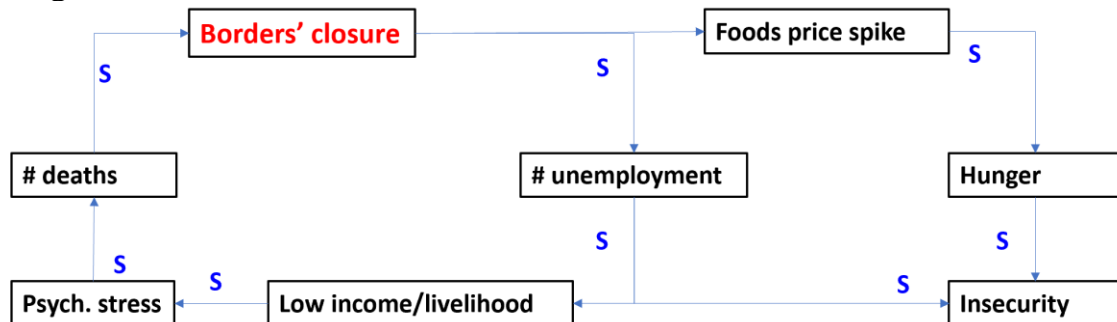 Borders’ closure
Foods price spike
S
S
S
# deaths
# unemployment
Hunger
S
S
S
S
S
Psych. stress
Low income/livelihood
Insecurity